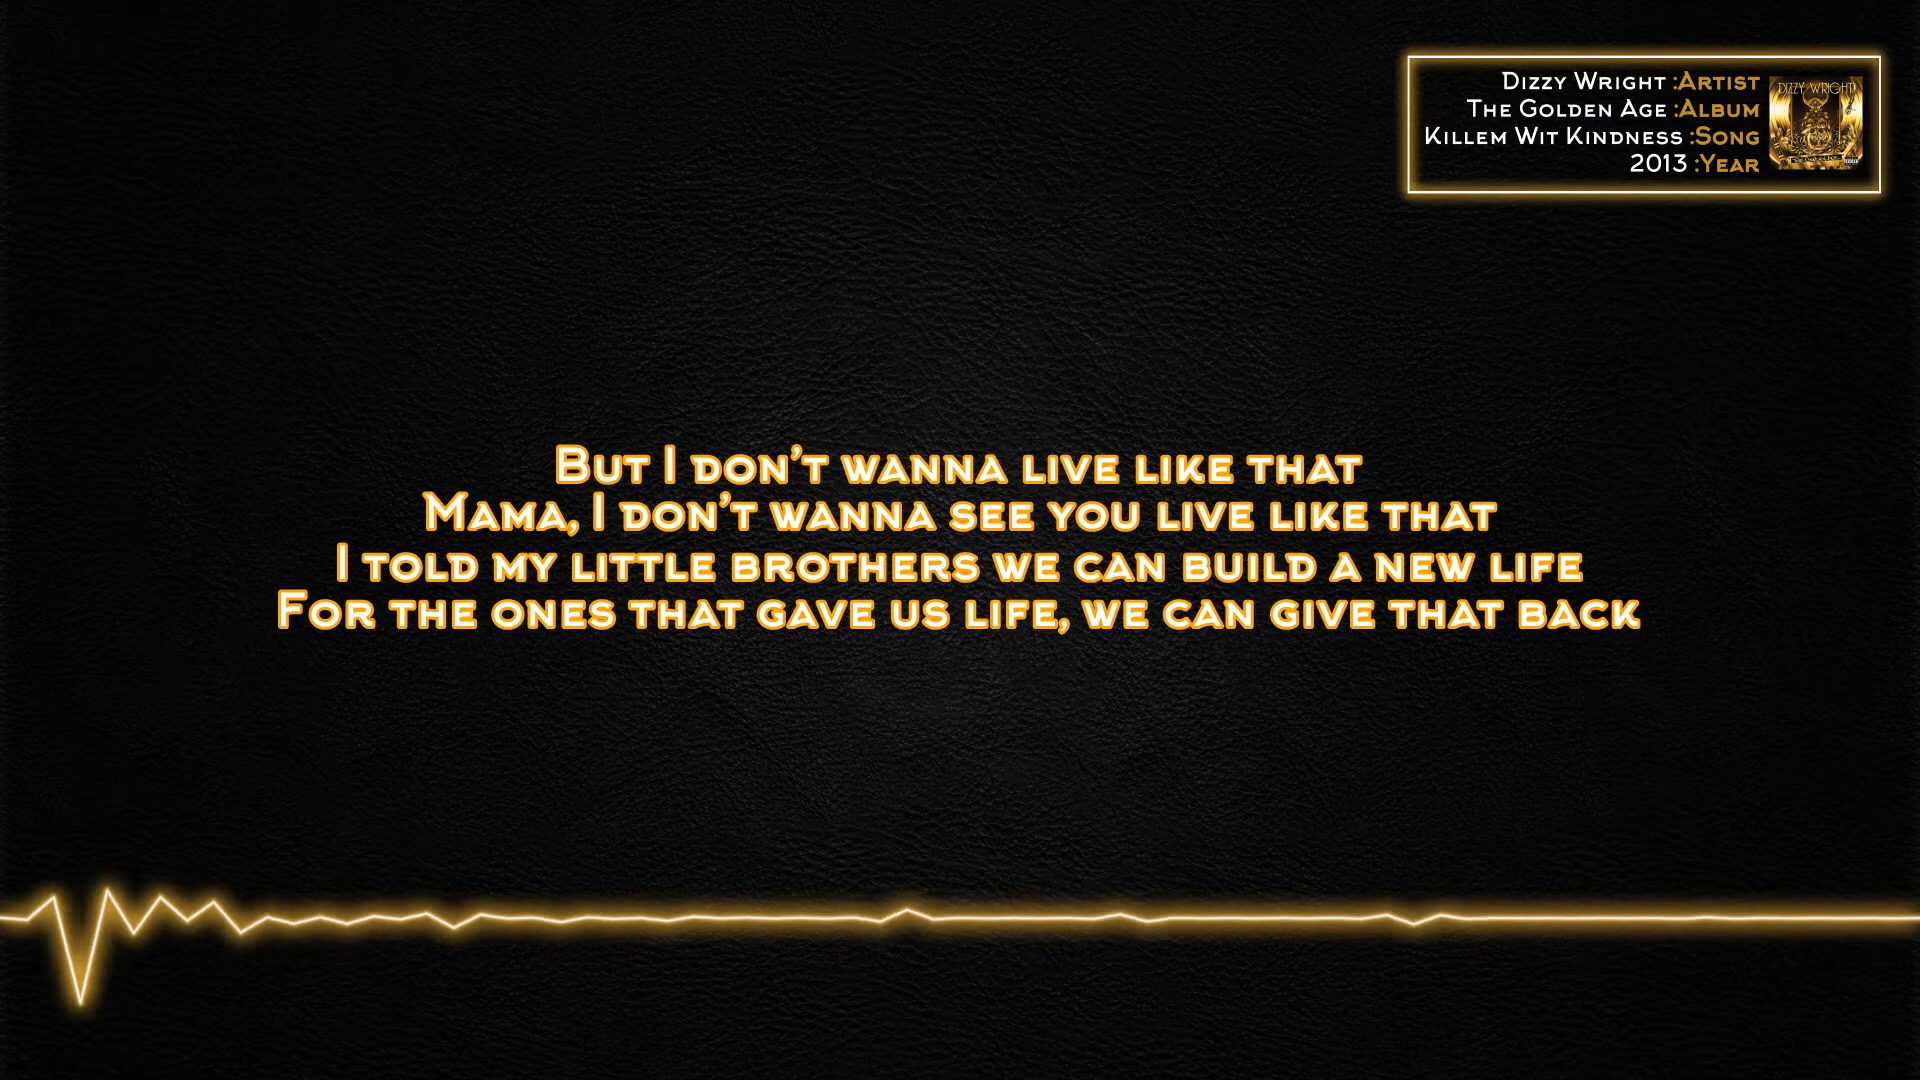 Dizzy Wright :Artist
The Golden Age :Album
Killem Wit Kindness :Song
2013 :Year
DIZZY WRIGHT
But I don't wanna live like that
Mama, I don't wanna see you live like that
I told my little brothers we can build a new life
For the ones that gave us life, we can give that back